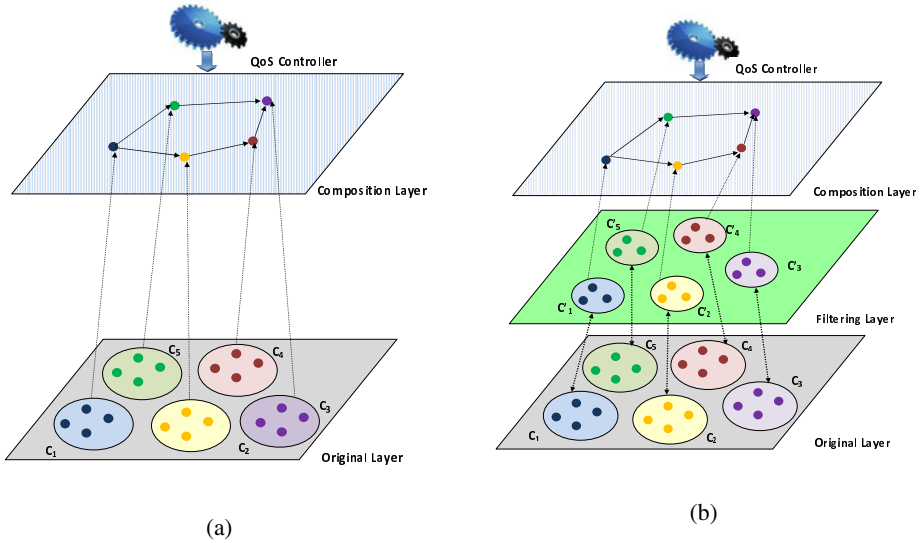 QoS Controller
Composition Layer
C5
C4
C3
C1
C2
Original Layer
(a)
QoS Controller
Composition Layer
C'5
C'4
C'3
C'1
C'2
Filtering Layer
C5
C4
C3
C1
C2
Original Layer
(b)